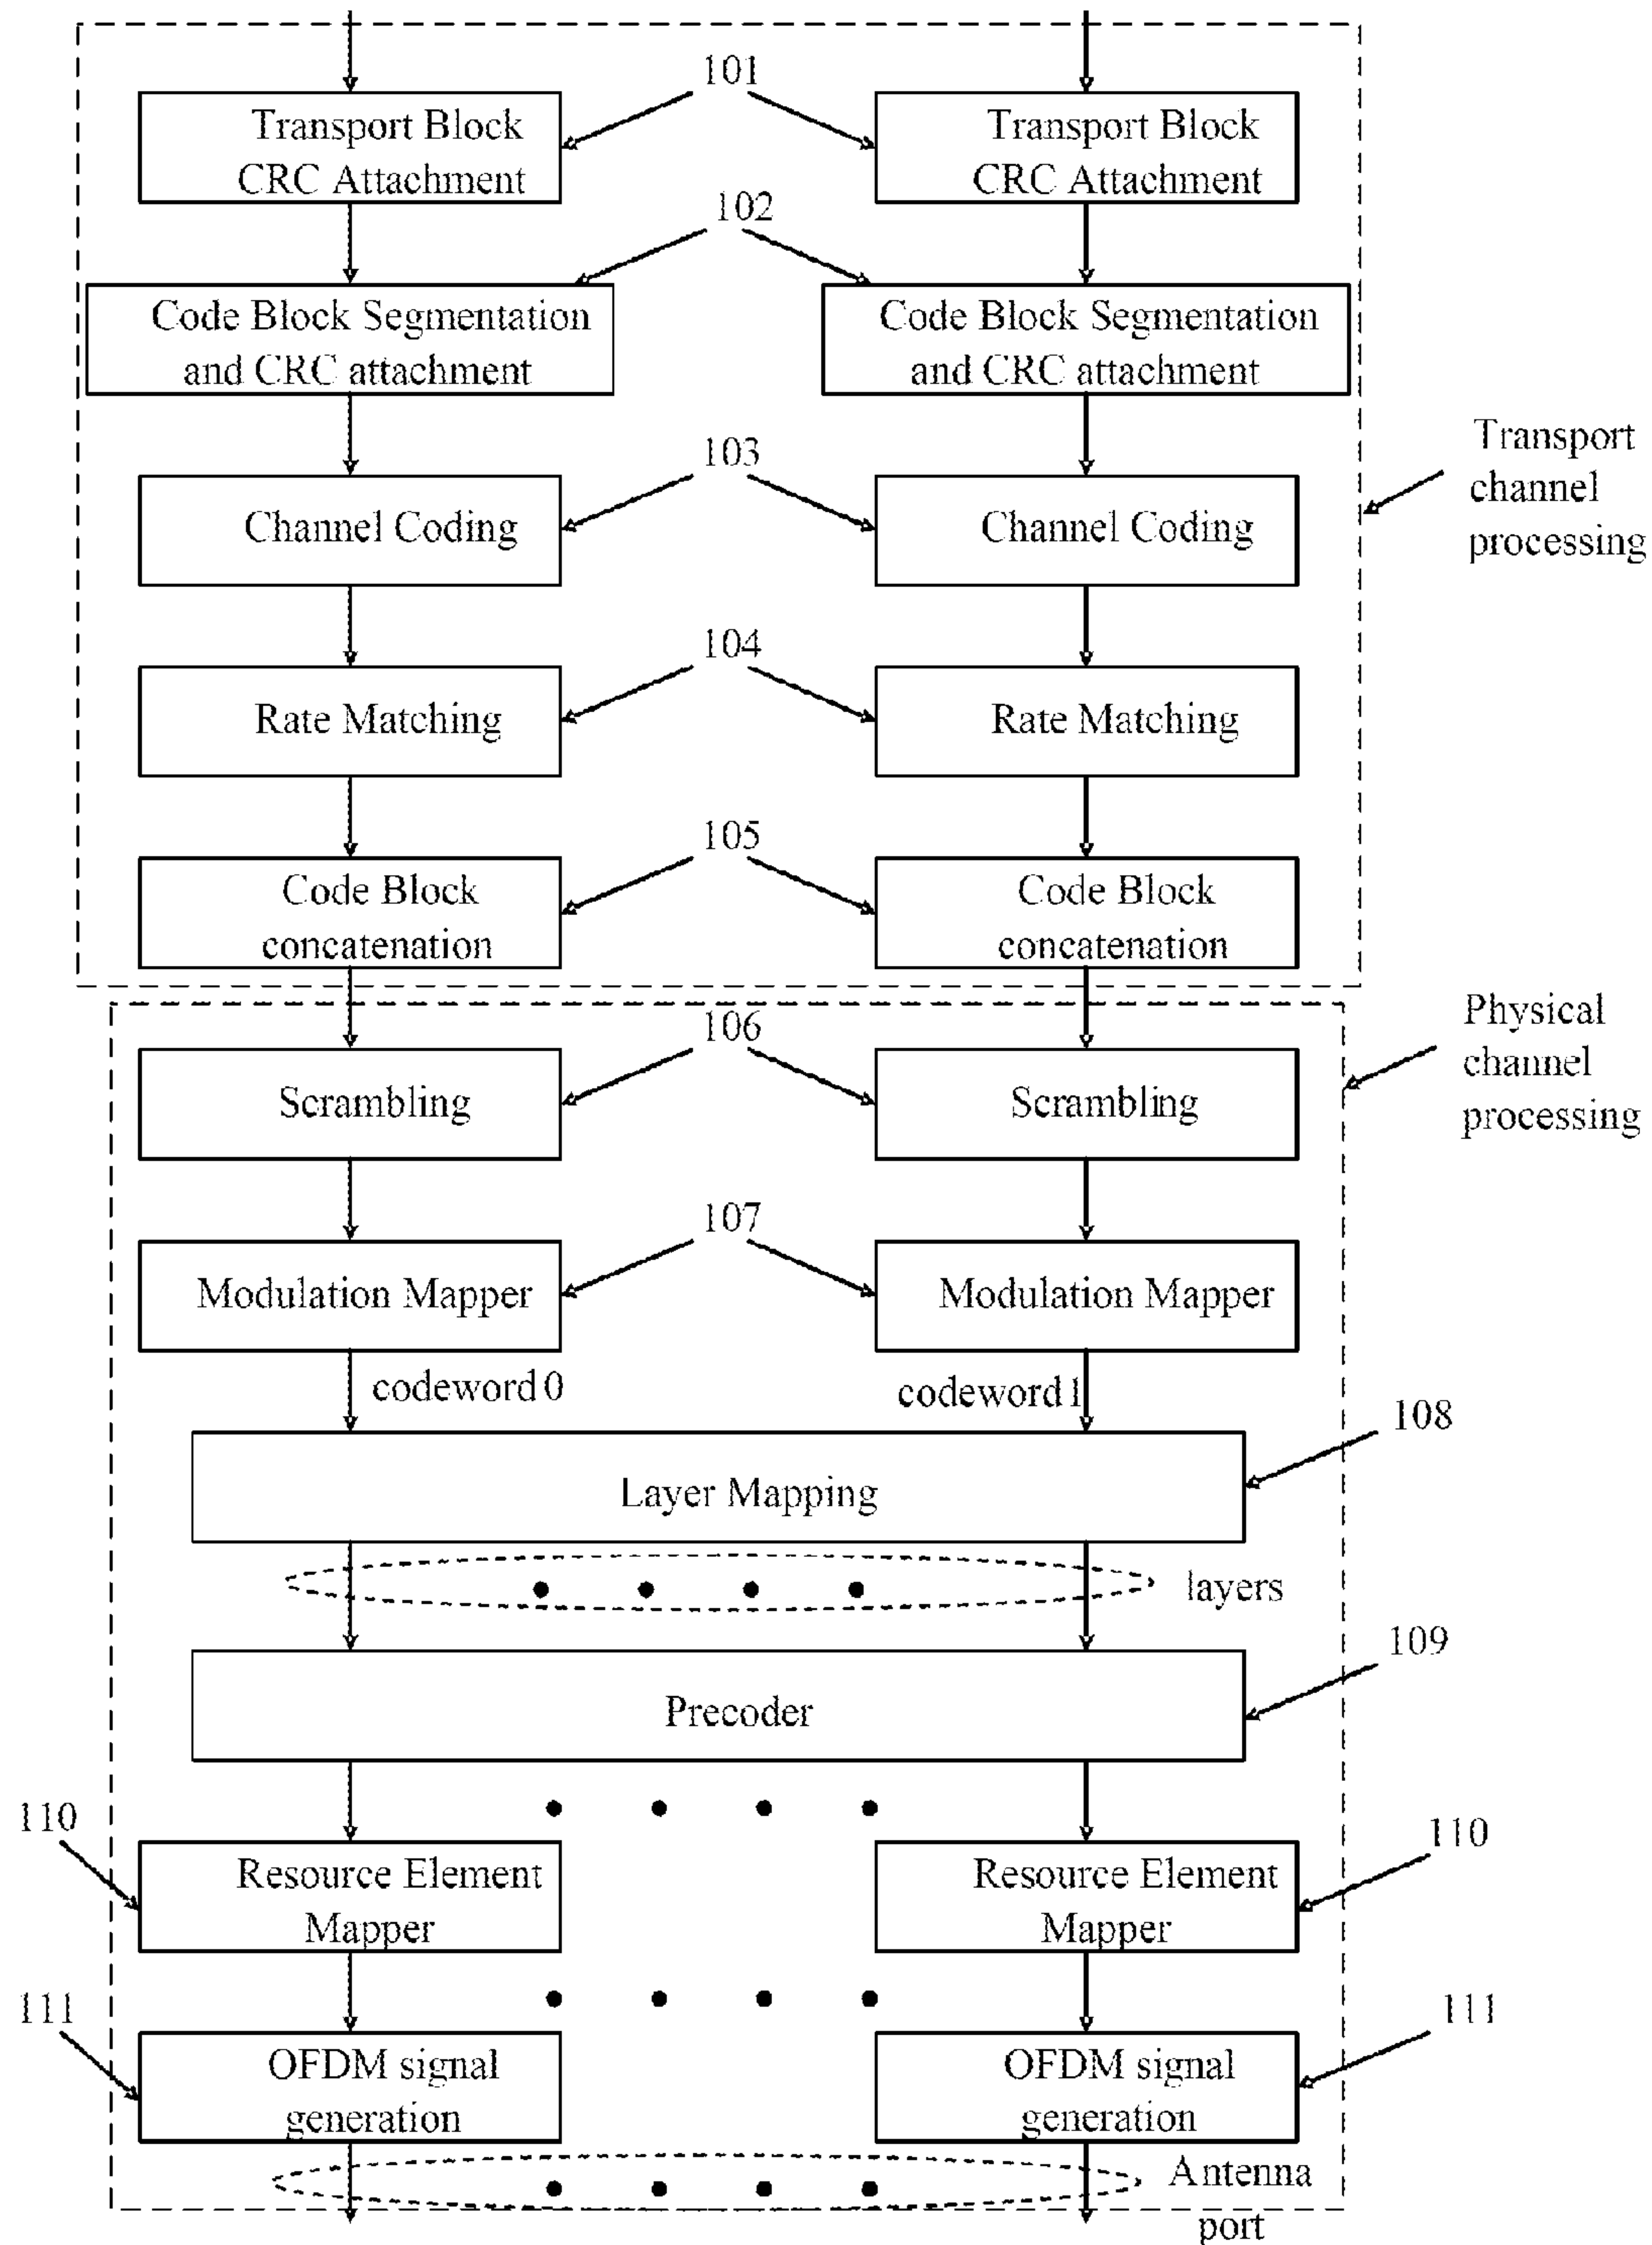 101
Transport Block
CRC Attachment
Transport Block
CRC Attachment
102
Code Block Segmentation
and CRC attachment
Code Block Segmentation
and CRC attachment
Transport
channel
processing
103
Channel Coding
Channel Coding
104
Rate Matching
Rate Matching
105
Code Block
concatenation
Code Block
concatenation
Physical
channel
processing
106
Scrambling
Scrambling
107
Modulation Mapper
Modulation Mapper
codeword 0
codeword 1
108
Layer Mapping
layers
109
Precoder
110
110
Resource Element
Mapper
Resource Element
Mapper
111
111
OFDM signal
generation
OFDM signal
generation
Antenna
port